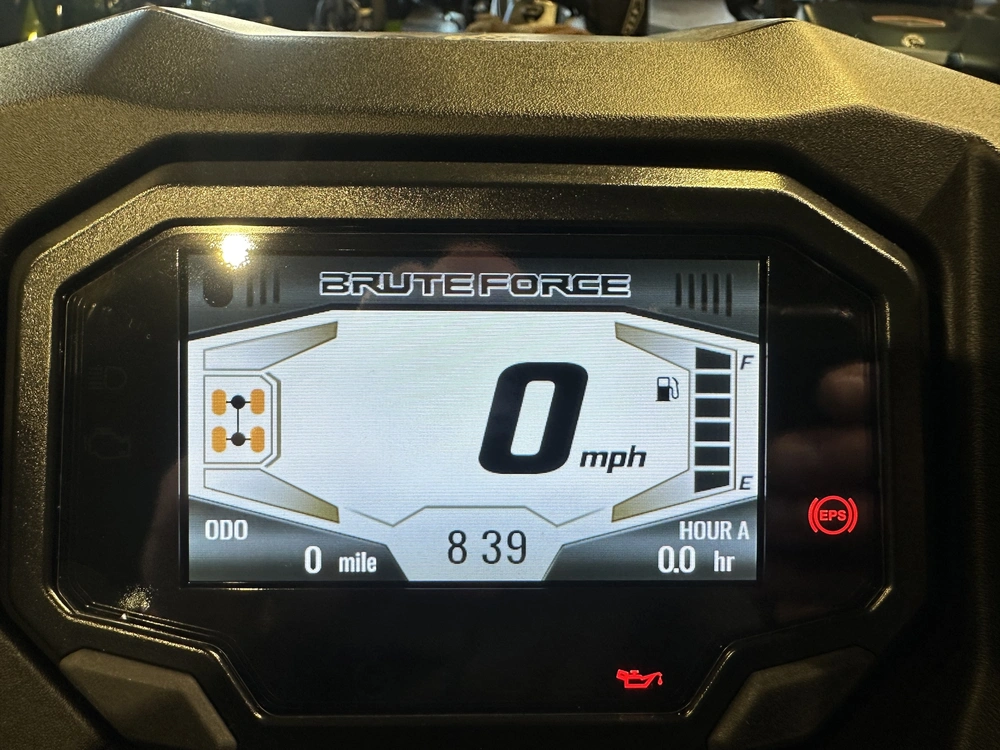 BRUTE FORCE
F
0 mph
E
EPS
ODO
0 mile
8 39
HOUR A
0.0 hr